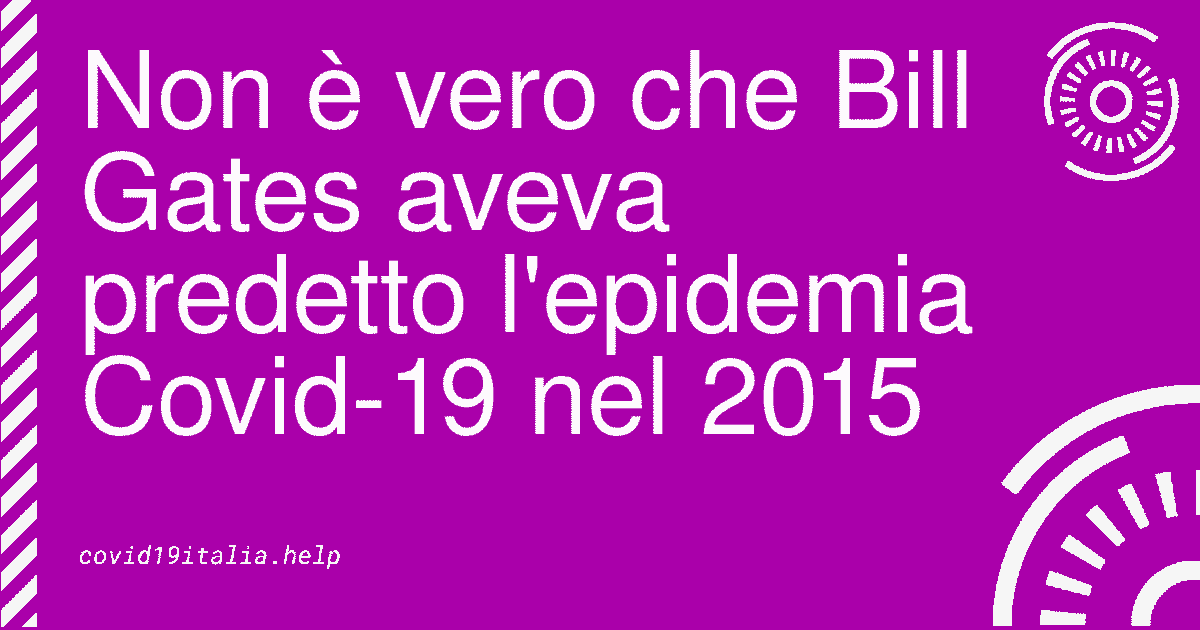 Non è vero che Bill
Gates aveva
predetto l'epidemia
Covid-19 nel 2015
covid19italia.help